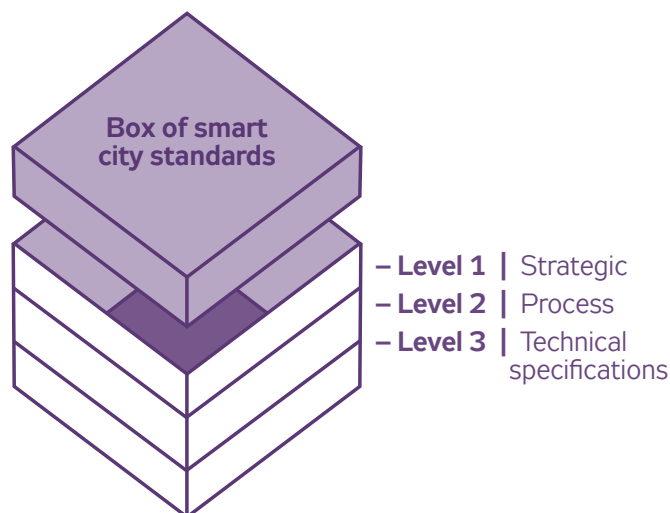 Box of smart
city standards
– Level 1 | Strategic
– Level 2 | Process
– Level 3 | Technical
specifications